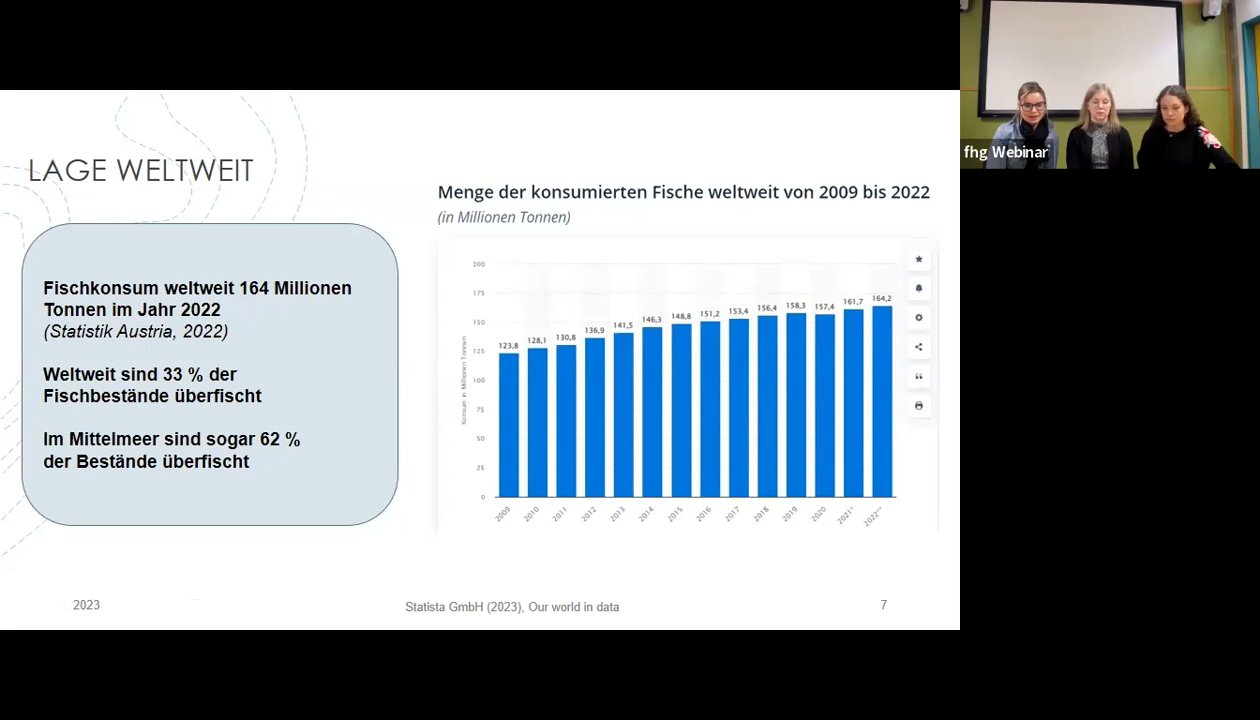 LAGE WELTWEIT
Fischkonsum weltweit 164 Millionen
Tonnen im Jahr 2022
(Statistik Austria, 2022)
Weltweit sind 33 % der
Fischbestände überfischt
Im Mittelmeer sind sogar 62 %
der Bestände überfischt
Menge der konsumierten Fische weltweit von 2009 bis 2022
(in Millionen Tonnen)
Konsum in Millionen Tonnen
200
175
150
125
100
75
50
25
0
123,8 128,1 130,8 136,9 141,5 146,3 148,8 151,2 153,4 156,4 158,3 157,4 161,7 164,2
2009 2010 2011 2012 2013 2014 2015 2016 2017 2018 2019 2020 2021* 2022**
2023
Statista GmbH (2023), Our world in data
7
fhg Webinar